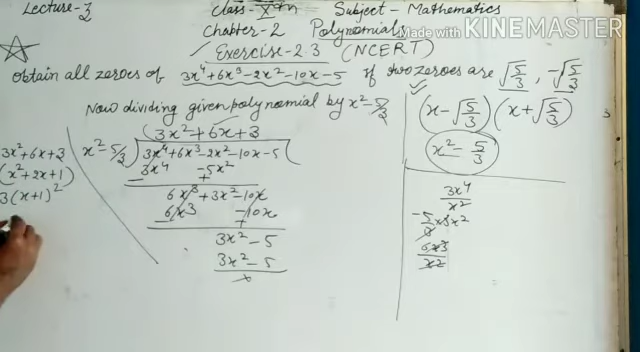 Lecture-3
Class-Xth Subject- Mathematics
Chapter-2 Polynomials
Made with KINEMASTER
Exercise-2.3 (NCERT)
Obtain all zeroes of 3x⁴+6x³-2x²-10x-5 if two zeroes are √5/3, -√5/3
Now dividing given polynomial by x²-5/3
(x-√5/3)(x+√5/3)
x²-5/3
3x²+6x+3
x²-5/3)3x⁴+6x³-2x²-10x-5(
3x⁴ -5x²
- +
6x³+3x²-10x
6x³ -10x
- +
3x²-5
3x²-5
x
3x²+6x+3
(x²+2x+1)
3(x+1)²
3x⁴/x²
-5/3×3x²
6x3/x2